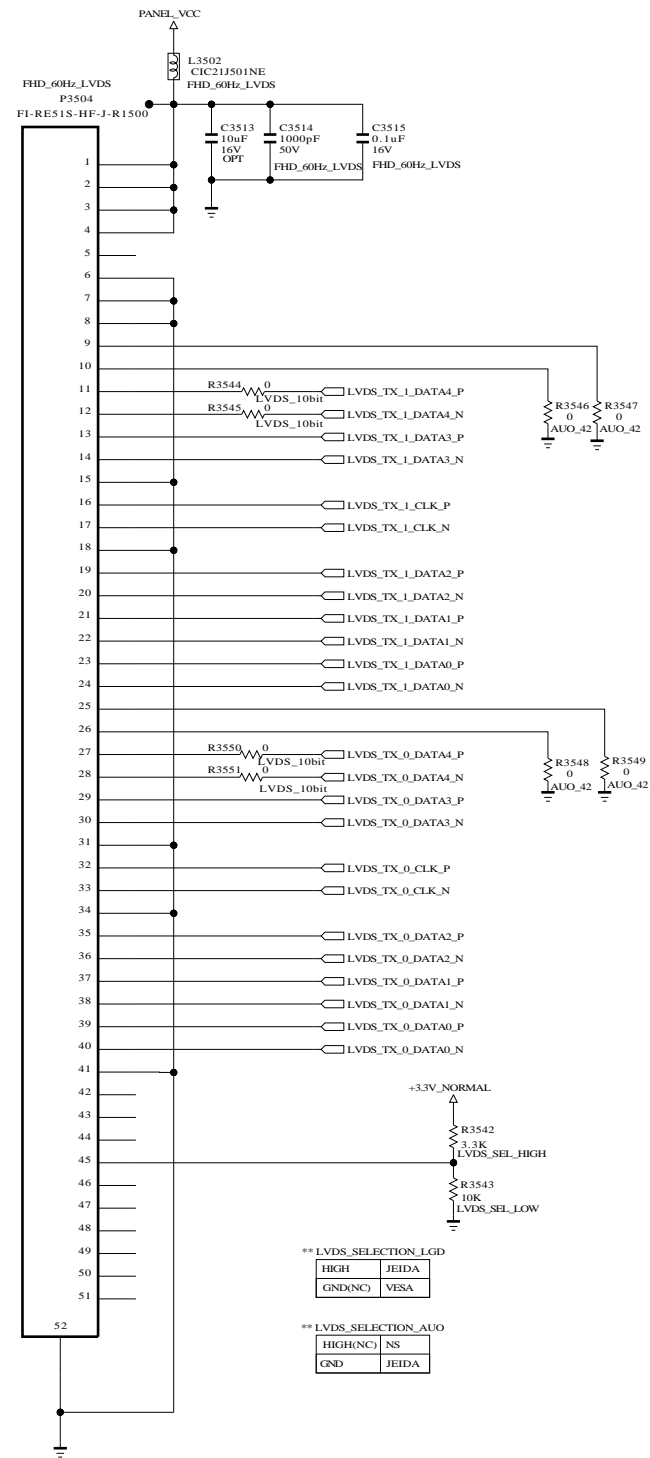 PANEL_VCC
L3502
CIC21J501NE
FHD_60Hz_LVDS
FHD_60Hz_LVDS
P3504
FI-RE51S-HF-J-R1500
C3513
10uF
16V
OPT
C3514
1000pF
50V
FHD_60Hz_LVDS
C3515
0.1uF
16V
FHD_60Hz_LVDS
1
2
3
4
5
6
7
8
9
10
11 R3544 0 LVDS_TX_1_DATA4_P
LVDS_10bit
12 R3545 0 LVDS_TX_1_DATA4_N
LVDS_10bit
R3546
0
AUO_42
R3547
0
AUO_42
13 LVDS_TX_1_DATA3_P
14 LVDS_TX_1_DATA3_N
15
16 LVDS_TX_1_CLK_P
17 LVDS_TX_1_CLK_N
18
19 LVDS_TX_1_DATA2_P
20 LVDS_TX_1_DATA2_N
21 LVDS_TX_1_DATA1_P
22 LVDS_TX_1_DATA1_N
23 LVDS_TX_1_DATA0_P
24 LVDS_TX_1_DATA0_N
25
26
27 R3550 0 LVDS_TX_0_DATA4_P
LVDS_10bit
28 R3551 0 LVDS_TX_0_DATA4_N
LVDS_10bit
R3548
0
AUO_42
R3549
0
AUO_42
29 LVDS_TX_0_DATA3_P
30 LVDS_TX_0_DATA3_N
31
32 LVDS_TX_0_CLK_P
33 LVDS_TX_0_CLK_N
34
35 LVDS_TX_0_DATA2_P
36 LVDS_TX_0_DATA2_N
37 LVDS_TX_0_DATA1_P
38 LVDS_TX_0_DATA1_N
39 LVDS_TX_0_DATA0_P
40 LVDS_TX_0_DATA0_N
41
42
43
44
45
46
47
48
49
50
51
52
+3.3V_NORMAL
R3542
3.3K
LVDS_SEL_HIGH
R3543
10K
LVDS_SEL_LOW
** LVDS_SELECTION_LGD
HIGH JEIDA
GND(NC) VESA
** LVDS_SELECTION_AUO
HIGH(NC) NS
GND JEIDA